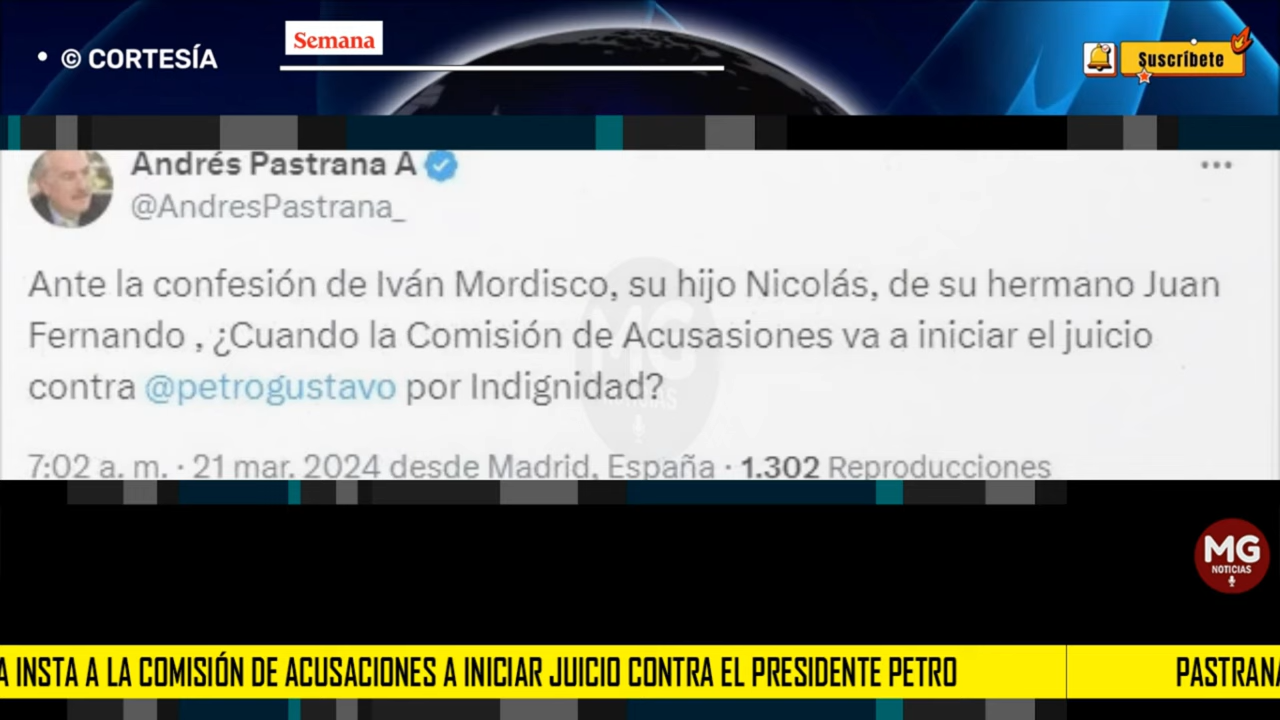 • © CORTESÍA
Semana
Suscríbete
Andrés Pastrana A
@AndresPastrana_
Ante la confesión de Iván Mordisco, su hijo Nicolás, de su hermano Juan
Fernando , ¿Cuando la Comisión de Acusasiones va a iniciar el juicio
contra @petrogustavo por Indignidad?
MG
NOTICIAS
7:02 a. m. · 21 mar. 2024 desde Madrid, España · 1.302 Reproducciones
MG
NOTICIAS
A INSTA A LA COMISIÓN DE ACUSACIONES A INICIAR JUICIO CONTRA EL PRESIDENTE PETRO
PASTRANA